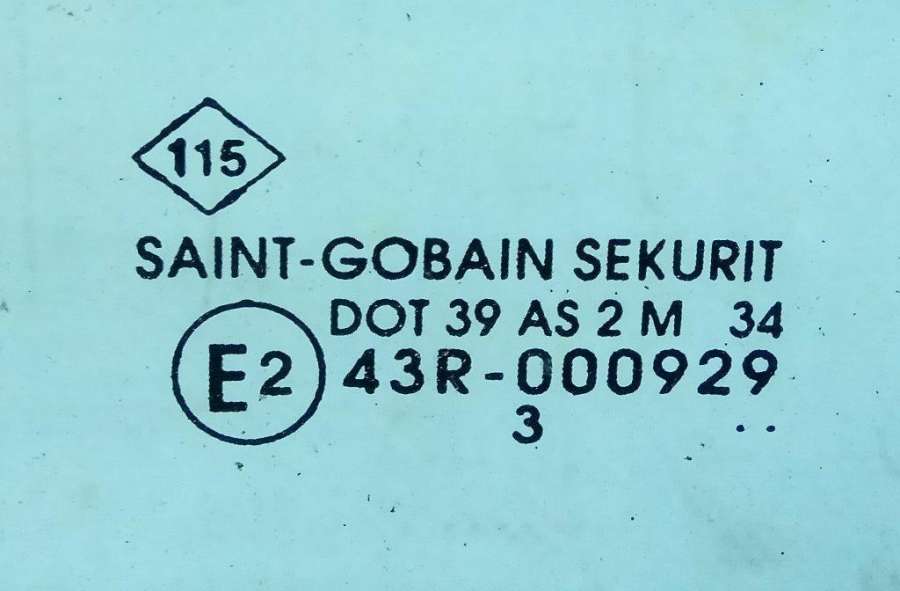 115
SAINT-GOBAIN SEKURIT
DOT 39 AS 2 M 34
E2 43R-000929
3 ..